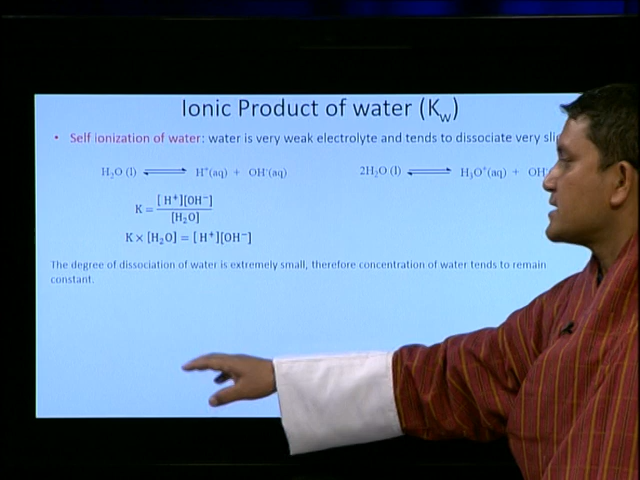 Ionic Product of water (Kw)
• Self ionization of water: water is very weak electrolyte and tends to dissociate very
H₂O (l) ⇌ H⁺(aq) + OH⁻(aq) 2H₂O (l) ⇌ H₃O⁺(aq) +
K = [H⁺][OH⁻] / [H₂O]
K × [H₂O] = [H⁺][OH⁻]
The degree of dissociation of water is extremely small, therefore concentration of water tends to remain
constant.